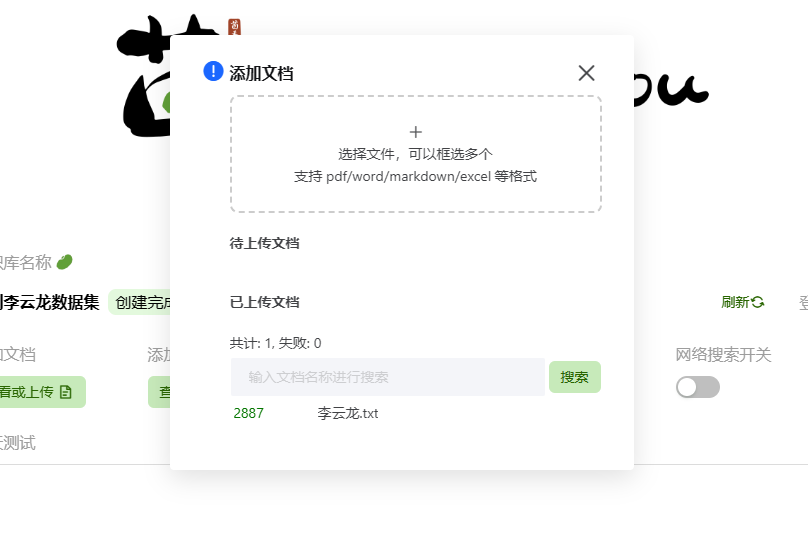 茴
ou
添加文档
选择文件，可以框选多个
支持 pdf/word/markdown/excel 等格式
待上传文档
库名称
李云龙数据集
创建完成
已上传文档
刷新
共计: 1, 失败: 0
加文档
添加
网络搜索开关
输入文档名称进行搜索
搜索
看或上传
查
2887
李云龙.txt
测试